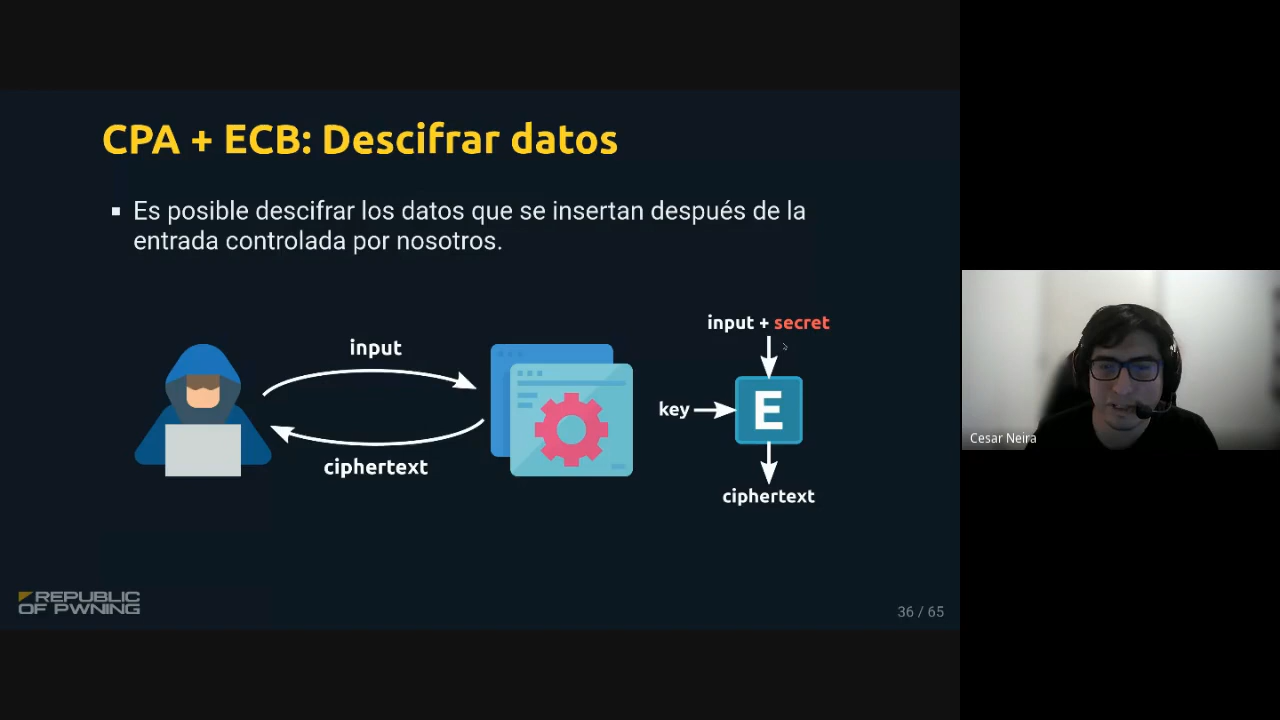 CPA + ECB: Descifrar datos
Es posible descifrar los datos que se insertan después de la
entrada controlada por nosotros.
input
ciphertext
input + secret
key
E
ciphertext
REPUBLIC
OF PWNING
36 / 65
Cesar Neira